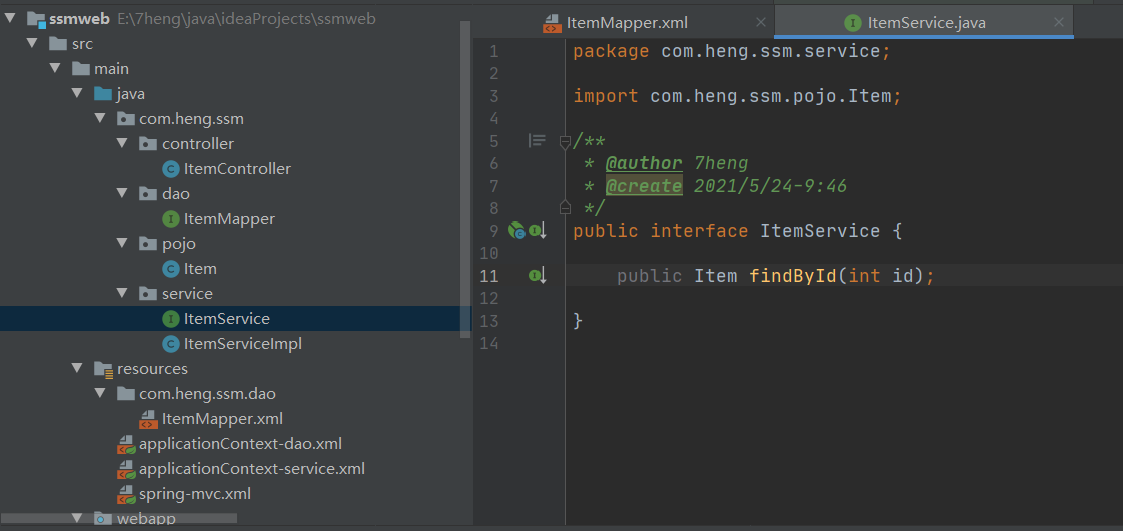 ssmweb E:\7heng\java\ideaProjects\ssmweb
src
main
java
com.heng.ssm
controller
ItemController
dao
ItemMapper
pojo
Item
service
ItemService
ItemServiceImpl
resources
com.heng.ssm.dao
ItemMapper.xml
applicationContext-dao.xml
applicationContext-service.xml
spring-mvc.xml
webapp
ItemMapper.xml
ItemService.java
1 package com.heng.ssm.service;
2
3 import com.heng.ssm.pojo.Item;
4
5 /**
6 * @author 7heng
7 * @create 2021/5/24-9:46
8 */
9 public interface ItemService {
10
11 public Item findById(int id);
12
13 }
14